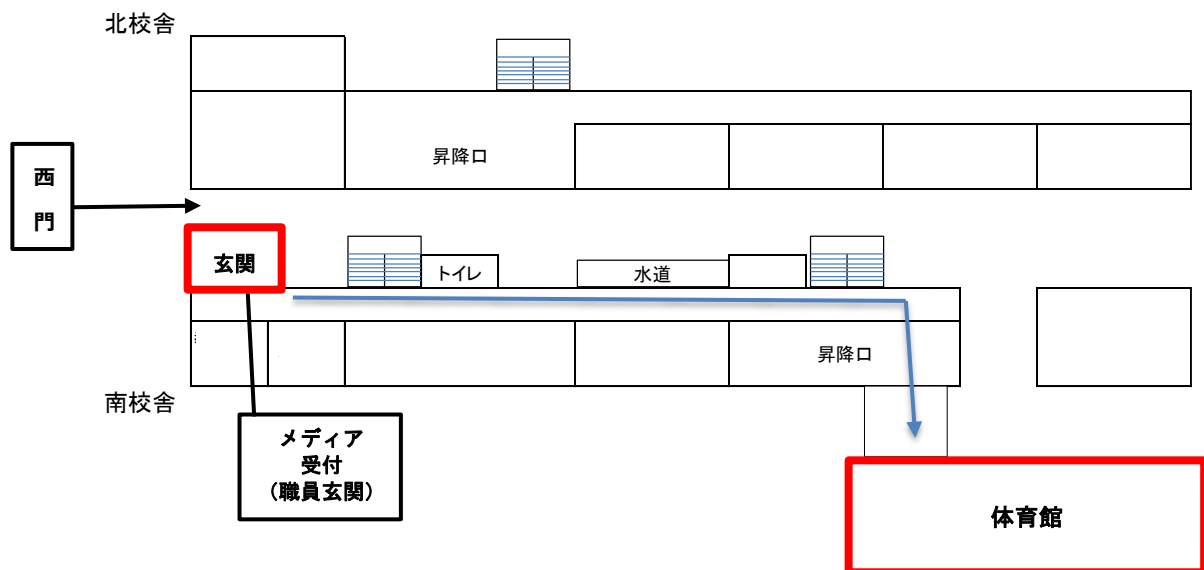 北校舎
昇降口
西
門
玄関
トイレ
水道
昇降口
南校舎
メディア
受付
（職員玄関）
体育館